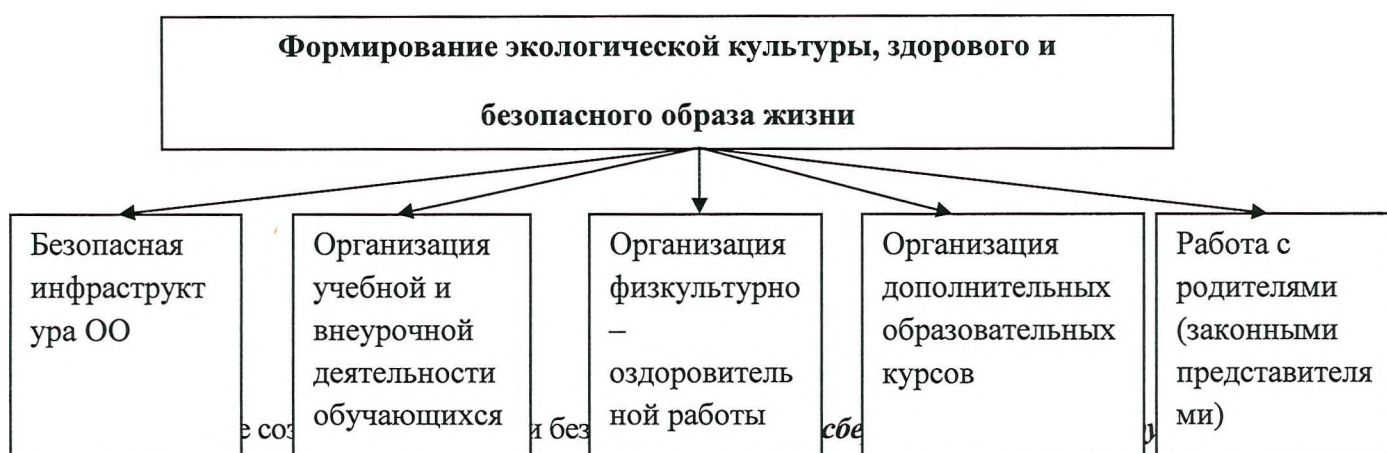 Формирование экологической культуры, здорового и
безопасного образа жизни
Безопасная
инфраструкт
ура ОО
Организация
учебной и
внеурочной
деятельности
обучающихся
Организация
физкультурно
–
оздоровитель
ной работы
Организация
дополнительных
образовательных
курсов
Работа с
родителями
(законными
представителя
ми)